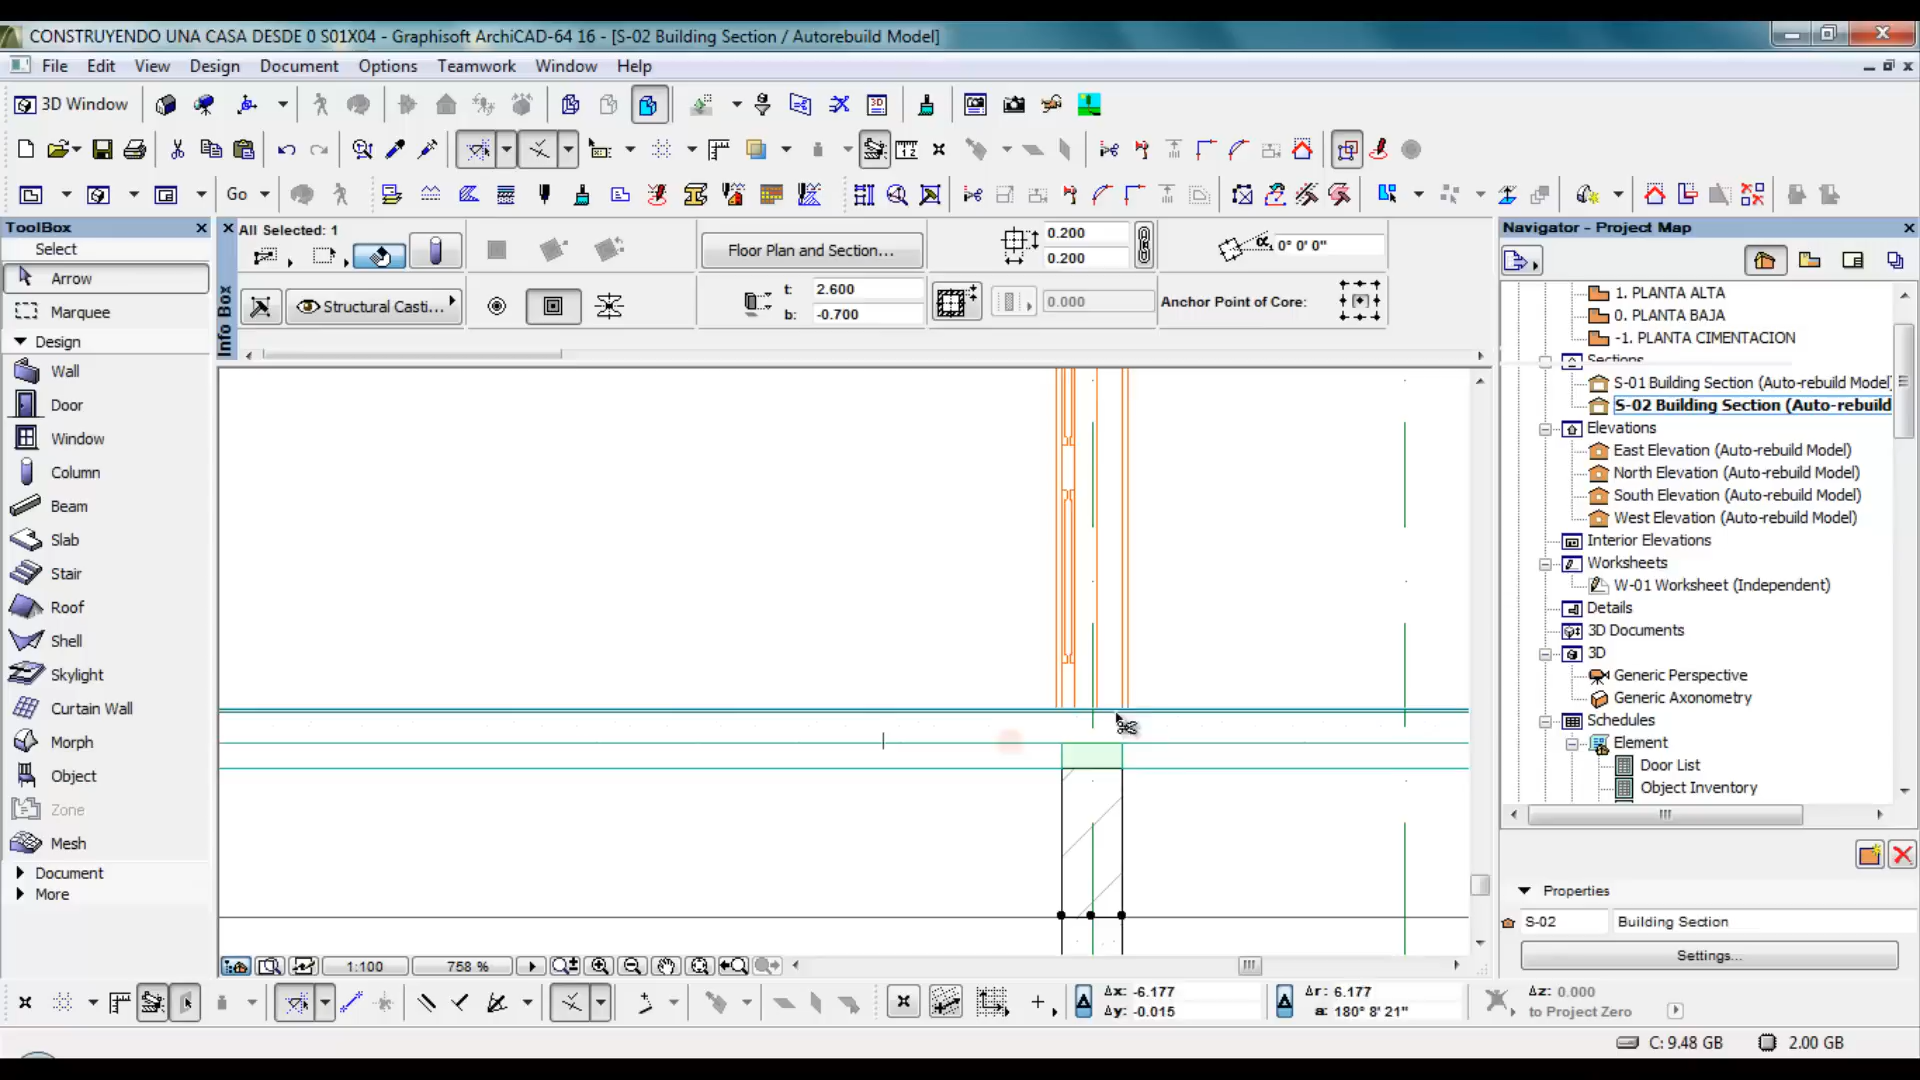 CONSTRUYENDO UNA CASA DESDE 0 S01X04 - Graphisoft ArchiCAD-64 16 - [S-02 Building Section / Autorebuild Model]
File Edit View Design Document Options Teamwork Window Help
3D Window
Go
ToolBox
Select
Arrow
Marquee
Design
Wall
Door
Window
Column
Beam
Slab
Stair
Roof
Shell
Skylight
Curtain Wall
Morph
Object
Zone
Mesh
Document
More
Info Box
All Selected: 1
Structural Casti...
Floor Plan and Section...
t: 2.600
b: -0.700
0.200
0.200
0.000
α: 0° 0' 0"
Anchor Point of Core:
Navigator - Project Map
1. PLANTA ALTA
0. PLANTA BAJA
-1. PLANTA CIMENTACION
Sections
S-01 Building Section (Auto-rebuild Model)
S-02 Building Section (Auto-rebuild
Elevations
East Elevation (Auto-rebuild Model)
North Elevation (Auto-rebuild Model)
South Elevation (Auto-rebuild Model)
West Elevation (Auto-rebuild Model)
Interior Elevations
Worksheets
W-01 Worksheet (Independent)
Details
3D Documents
3D
Generic Perspective
Generic Axonometry
Schedules
Element
Door List
Object Inventory
Properties
S-02 Building Section
Settings...
1:100 758 %
Δx: -6.177
Δy: -0.015
Δr: 6.177
a: 180° 8' 21"
Δz: 0.000
to Project Zero
C: 9.48 GB 2.00 GB